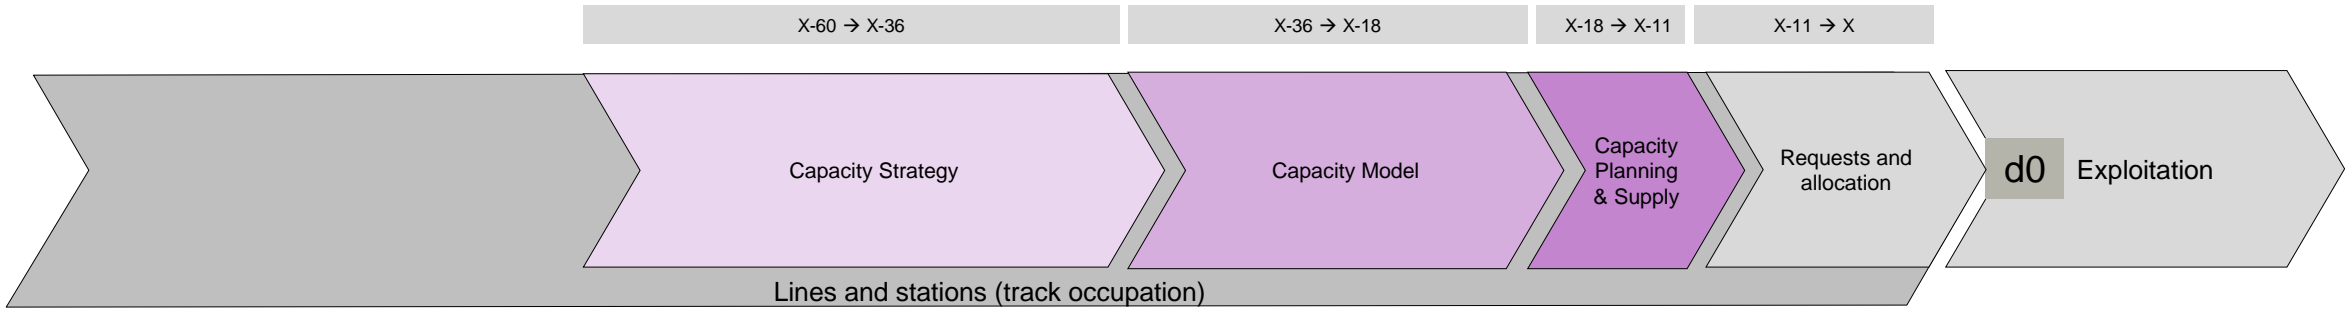 X-60 → X-36
X-36 → X-18
X-18 → X-11
X-11 → X
Capacity Strategy
Capacity Model
Capacity
Planning
& Supply
Requests and
allocation
d0
Exploitation
Lines and stations (track occupation)